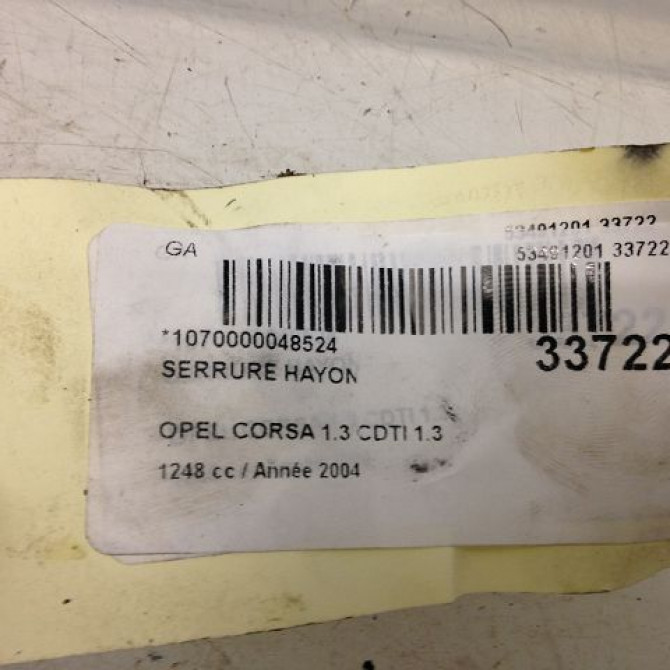 53491201 33722
GA
53491201 33722
*1070000048524
33722
SERRURE HAYON
OPEL CORSA 1.3 CDTI 1.3
1248 cc / Année 2004